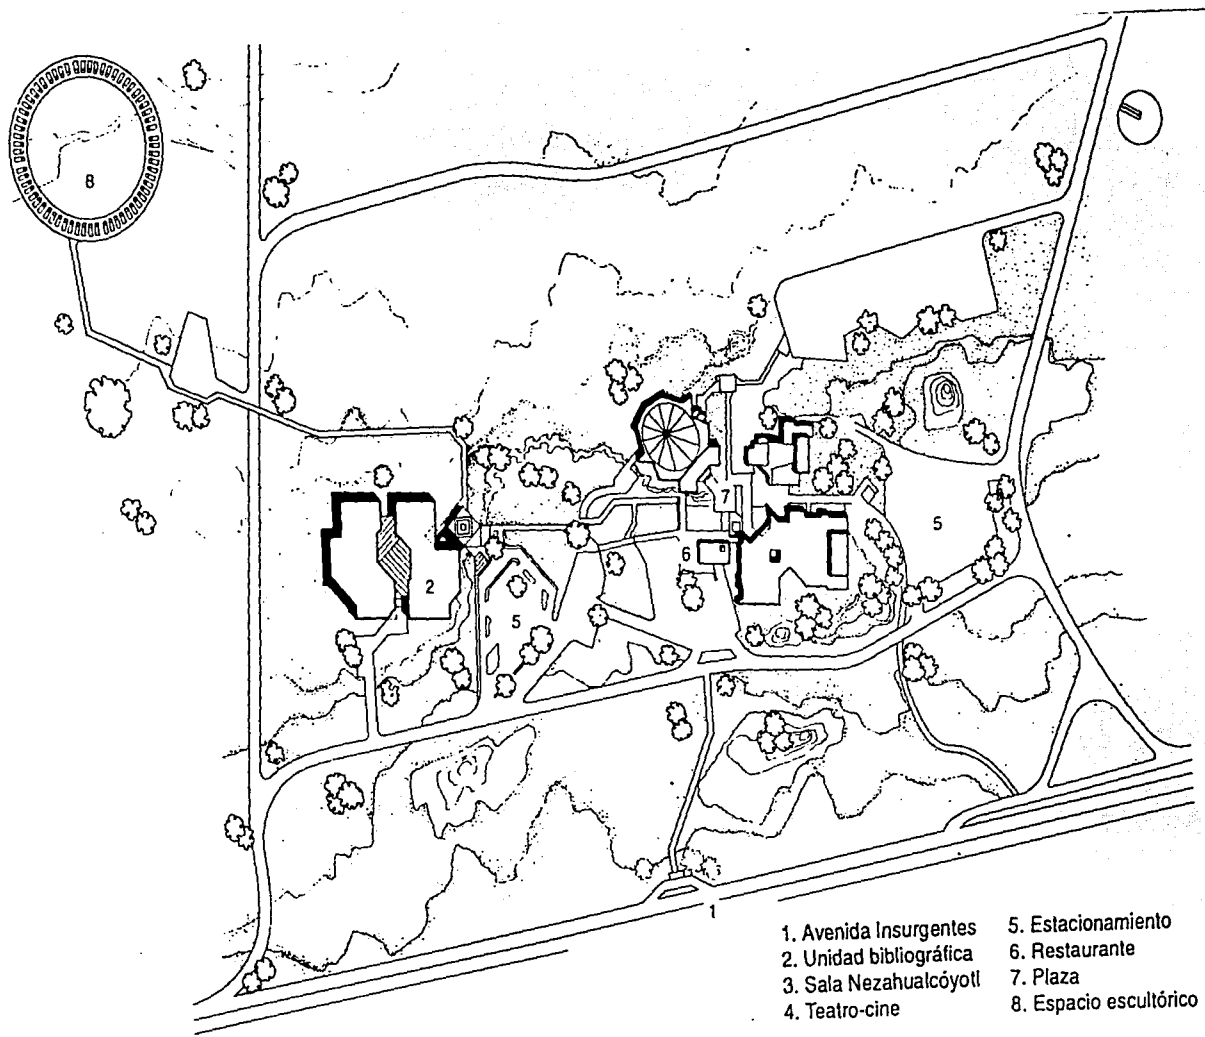 8
7
5
6
2
5
1
1. Avenida Insurgentes
2. Unidad bibliográfica
3. Sala Nezahualcóyotl
4. Teatro-cine
5. Estacionamiento
6. Restaurante
7. Plaza
8. Espacio escultórico